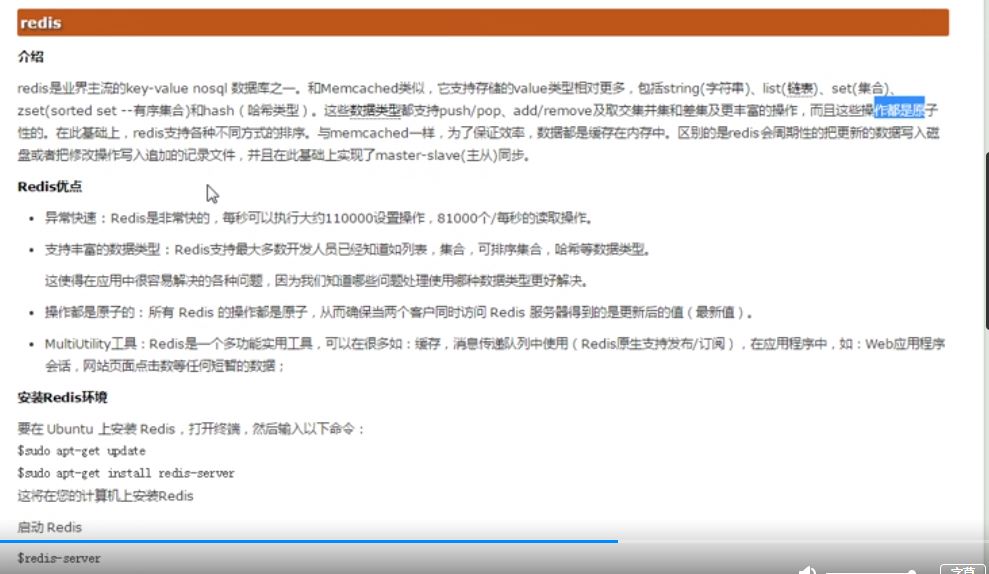 redis
介绍
redis是业界主流的key-value nosql 数据库之一。和Memcached类似，它支持存储的value类型相对更多，包括string(字符串)、list(链表)、set(集合)、
zset(sorted set --有序集合)和hash（哈希类型）。这些数据类型都支持push/pop、add/remove及取交集并集和差集及更丰富的操作，而且这些操作都是原子
性的。在此基础上，redis支持各种不同方式的排序。与memcached一样，为了保证效率，数据都是缓存在内存中。区别的是redis会周期性的把更新的数据写入磁
盘或者把修改操作写入追加的记录文件，并且在此基础上实现了master-slave(主从)同步。
Redis优点
• 异常快速：Redis是非常快的，每秒可以执行大约110000设置操作，81000个/每秒的读取操作。
• 支持丰富的数据类型：Redis支持最大多数开发人员已经知道如列表，集合，可排序集合，哈希等数据类型。
这使得在应用中很容易解决的各种问题，因为我们知道哪些问题处理使用哪种数据类型更好解决。
• 操作都是原子的：所有 Redis 的操作都是原子，从而确保当两个客户同时访问 Redis 服务器得到的是更新后的值（最新值）。
• MultiUtility工具：Redis是一个多功能实用工具，可以在很多如：缓存，消息传递队列中使用（Redis原生支持发布/订阅），在应用程序中，如：Web应用程序
会话，网站页面点击数等任何短暂的数据；
安装Redis环境
要在 Ubuntu 上安装 Redis，打开终端，然后输入以下命令：
$sudo apt-get update
$sudo apt-get install redis-server
这将在您的计算机上安装Redis
启动 Redis
$redis-server
字幕